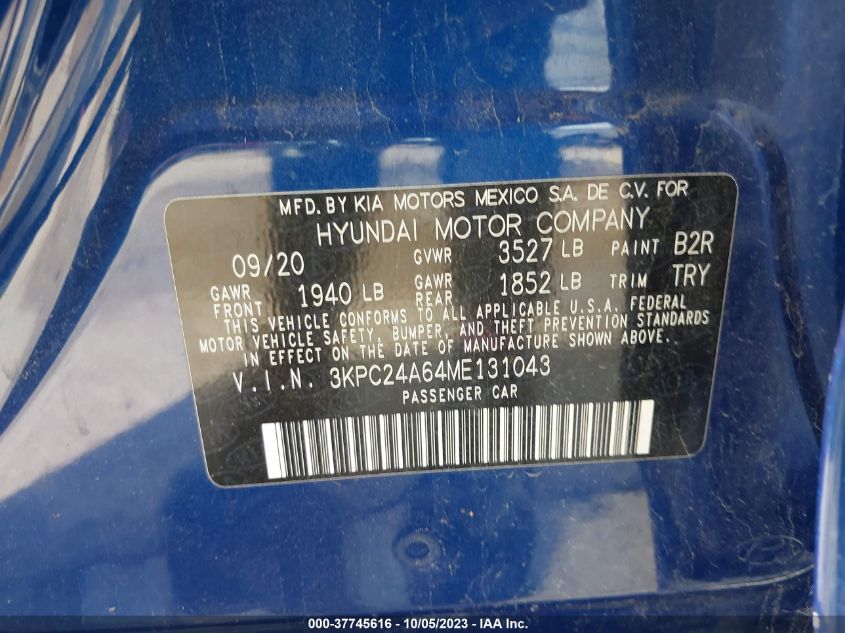 MFD. BY KIA MOTORS MEXICO S.A. DE C.V. FOR
HYUNDAI MOTOR COMPANY
09/20 GVWR 3527 LB PAINT B2R
GAWR FRONT 1940 LB GAWR REAR 1852 LB TRIM TRY
THIS VEHICLE CONFORMS TO ALL APPLICABLE U.S.A. FEDERAL
MOTOR VEHICLE SAFETY, BUMPER, AND THEFT PREVENTION STANDARDS
IN EFFECT ON THE DATE OF MANUFACTURE SHOWN ABOVE.
V.I.N. 3KPC24A64ME131043
PASSENGER CAR
000-37745616 - 10/05/2023 - IAA Inc.